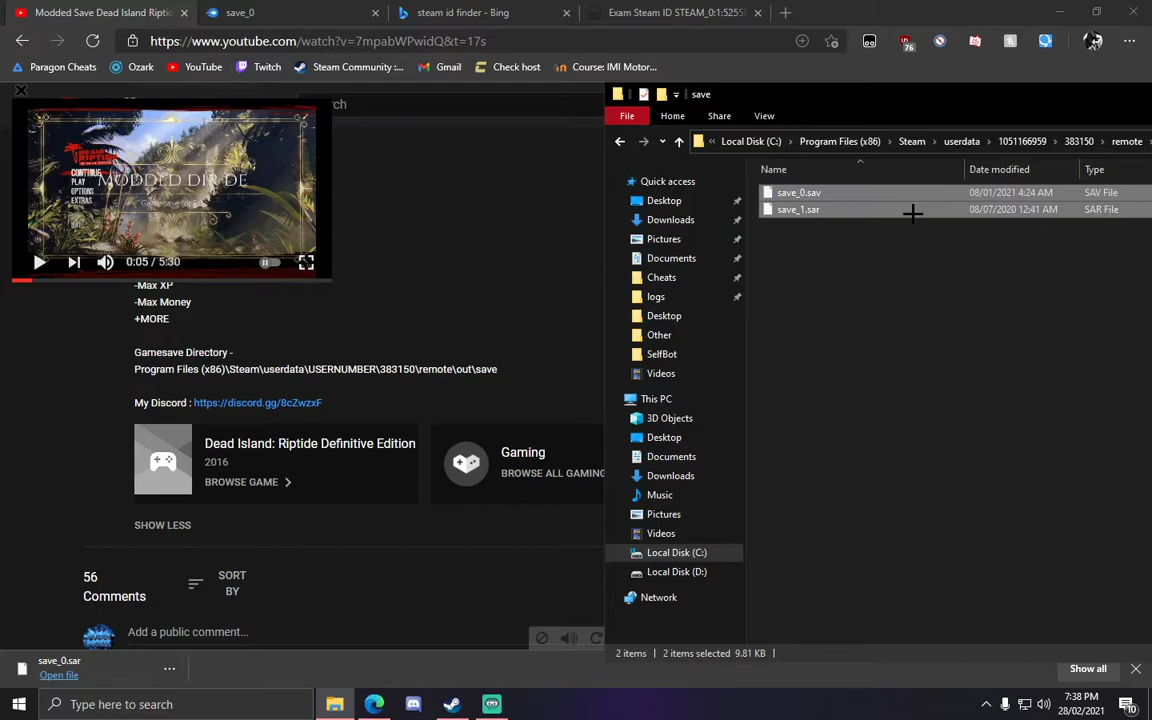 Modded Save Dead Island Riptid
save_0
steam id finder - Bing
Exam Steam ID STEAM_0:1:5255
https://www.youtube.com/watch?v=7mpabWPwidQ&t=17s
76
Paragon Cheats
Ozark
YouTube
Twitch
Steam Community :...
Gmail
Check host
Course: IMI Motor...
rch
CONTINUE
PLAY
OPTIONS
EXTRAS
MODDED DIR DE
0:05 / 5:30
-Max XP
-Max Money
+MORE
Gamesave Directory -
Program Files (x86)\Steam\userdata\USERNUMBER\383150\remote\out\save
My Discord : https://discord.gg/8cZwzxF
Dead Island: Riptide Definitive Edition
2016
BROWSE GAME
Gaming
BROWSE ALL GAMING
SHOW LESS
56
Comments
SORT
BY
Add a public comment...
save
File
Home
Share
View
Local Disk (C:)
Program Files (x86)
Steam
userdata
1051166959
383150
remote
Name
Date modified
Type
save_0.sav
08/01/2021 4:24 AM
SAV File
save_1.sar
08/07/2020 12:41 AM
SAR File
Quick access
Desktop
Downloads
Pictures
Documents
Cheats
logs
Desktop
Other
SelfBot
Videos
This PC
3D Objects
Desktop
Documents
Downloads
Music
Pictures
Videos
Local Disk (C:)
Local Disk (D:)
Network
2 items
2 items selected 9.81 KB
save_0.sar
Open file
Show all
Type here to search
7:38 PM
28/02/2021
10